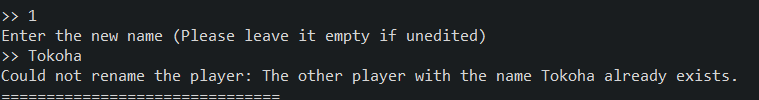 >> 1
Enter the new name (Please leave it empty if unedited)
>> Tokoha
Could not rename the player: The other player with the name Tokoha already exists.
===============================